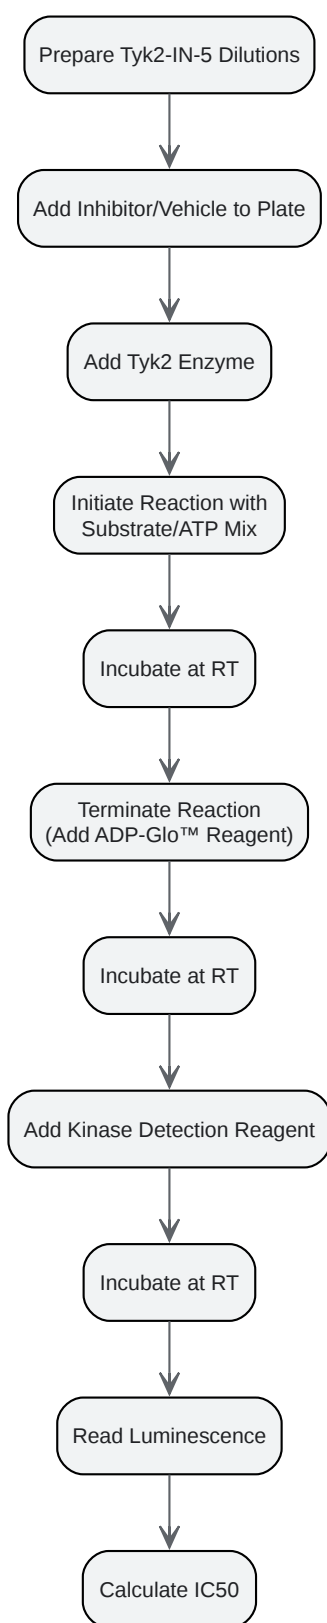 Prepare Tyk2-IN-5 Dilutions
Add Inhibitor/Vehicle to Plate
Add Tyk2 Enzyme
Initiate Reaction with
Substrate/ATP Mix
Incubate at RT
Terminate Reaction
(Add ADP-Glo™ Reagent)
Incubate at RT
Add Kinase Detection Reagent
Incubate at RT
Read Luminescence
Calculate IC50